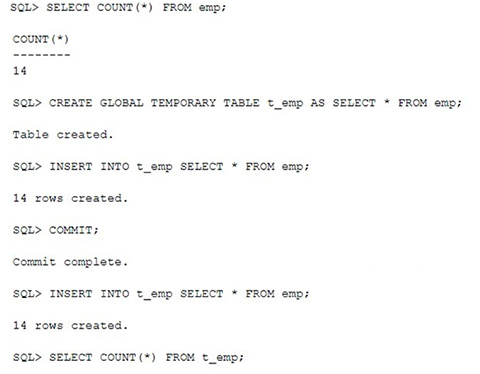 SQL> SELECT COUNT(*) FROM emp;
COUNT(*)
--------
14
SQL> CREATE GLOBAL TEMPORARY TABLE t_emp AS SELECT * FROM emp;
Table created.
SQL> INSERT INTO t_emp SELECT * FROM emp;
14 rows created.
SQL> COMMIT;
Commit complete.
SQL> INSERT INTO t_emp SELECT * FROM emp;
14 rows created.
SQL> SELECT COUNT(*) FROM t_emp;